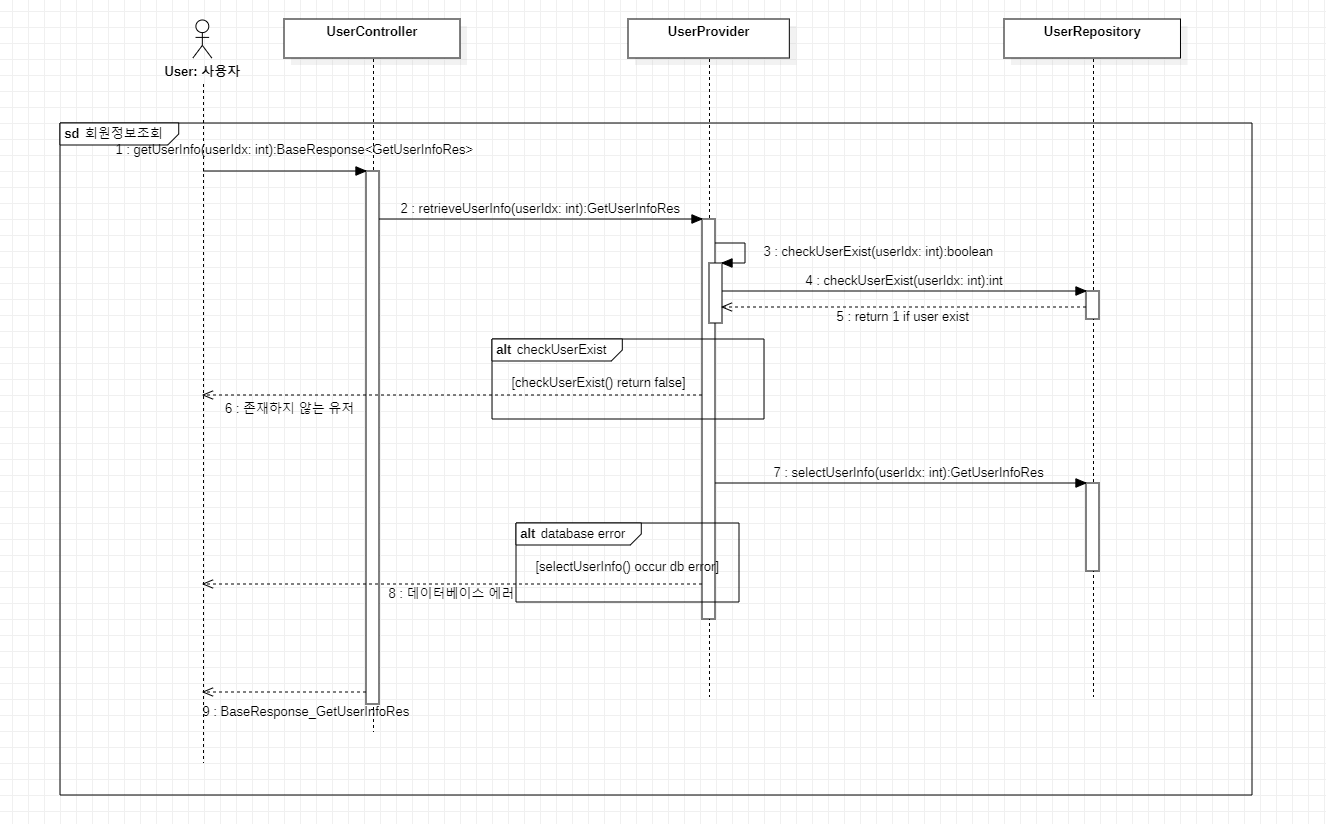 UserController
UserProvider
UserRepository
User: 사용자
sd 회원정보조회
1 : getUserInfo(userIdx: int):BaseResponse<GetUserInfoRes>
2 : retrieveUserInfo(userIdx: int):GetUserInfoRes
3 : checkUserExist(userIdx: int):boolean
4 : checkUserExist(userIdx: int):int
5 : return 1 if user exist
alt checkUserExist
[checkUserExist() return false]
6 : 존재하지 않는 유저
7 : selectUserInfo(userIdx: int):GetUserInfoRes
alt database error
[selectUserInfo() occur db error]
8 : 데이터베이스 에러
9 : BaseResponse_GetUserInfoRes